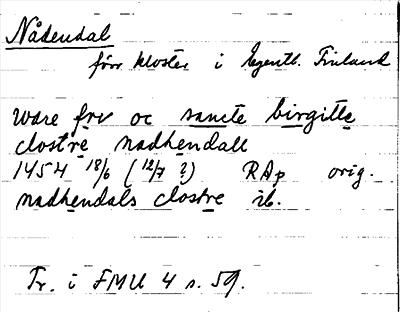 Nådendal
förr kloster i Egentl. Finland
ware frv oc sancte birgitte
clostre nadhendall
1454 18/6 (12/7 ?) RAp orig.
nadhendals clostre ib.
Tr. i FMU 4 s. 59.